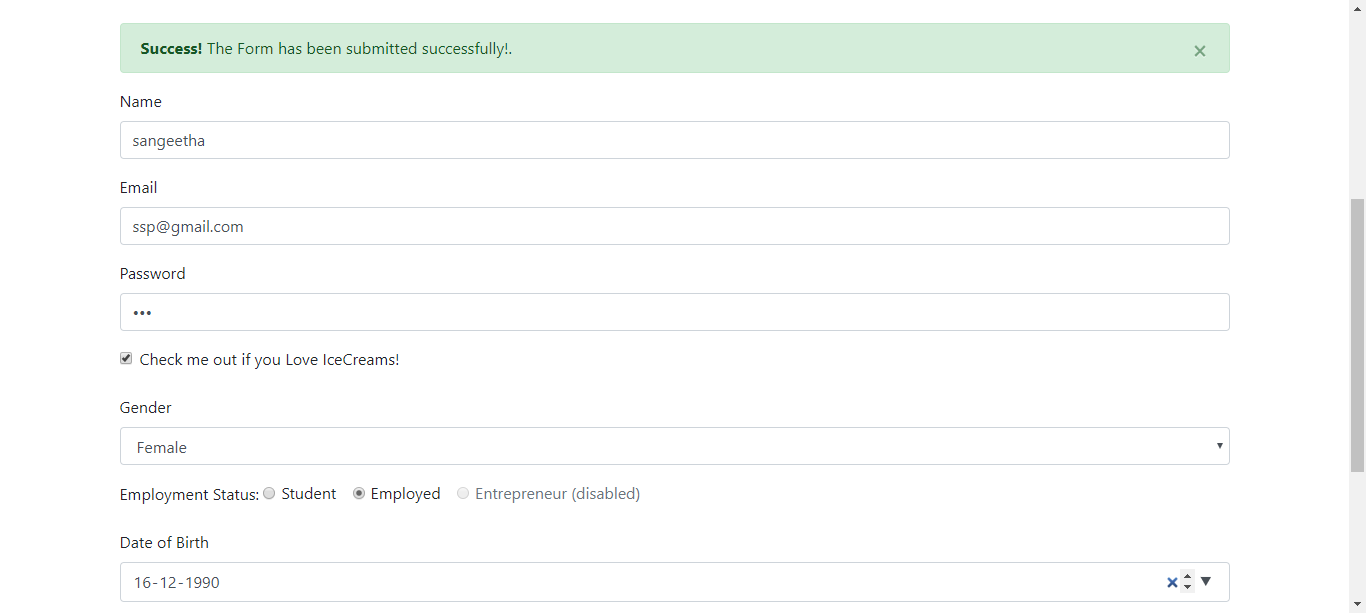 Success! The Form has been submitted successfully!.
×
Name
sangeetha
Email
ssp@gmail.com
Password
•••
Check me out if you Love IceCreams!
Gender
Female
Employment Status: Student Employed Entrepreneur (disabled)
Date of Birth
16-12-1990